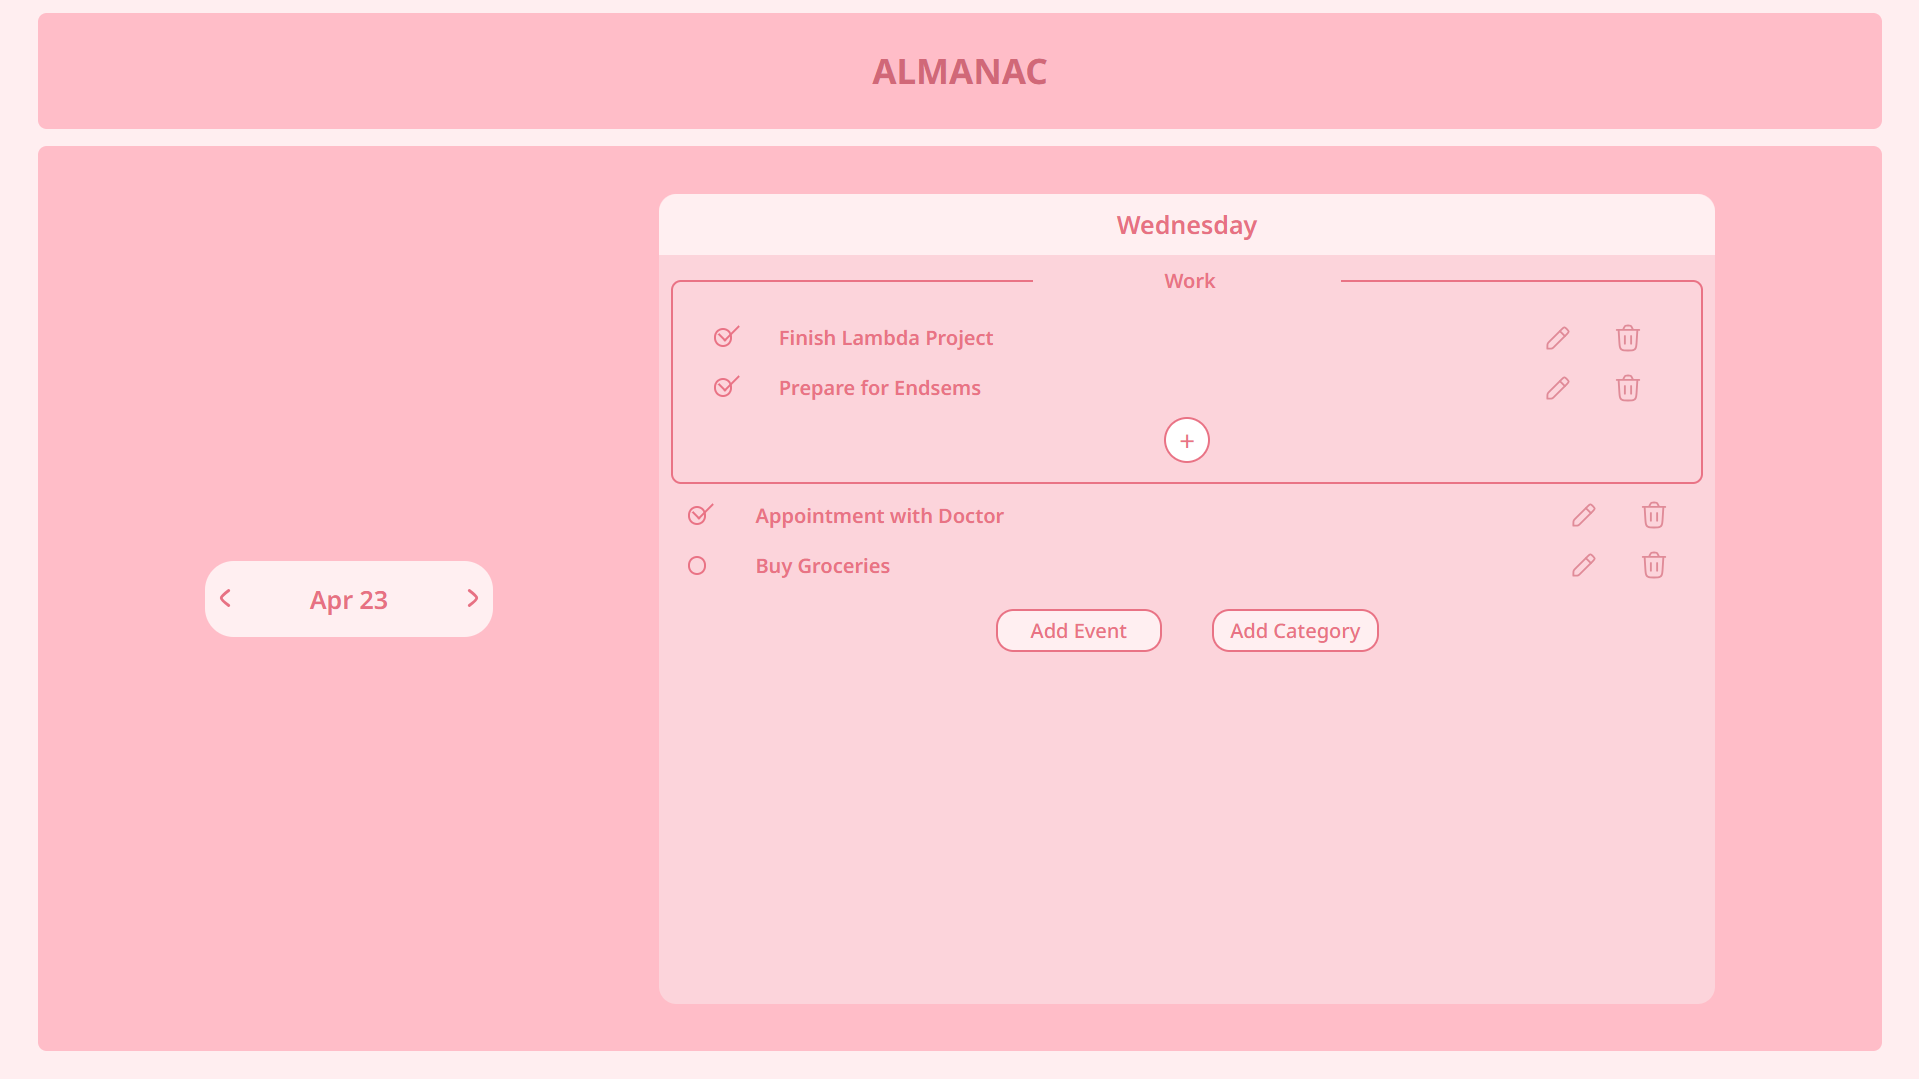 ALMANAC
Wednesday
Work
Finish Lambda Project
Prepare for Endsems
+
Appointment with Doctor
Buy Groceries
Apr 23
Add Event
Add Category